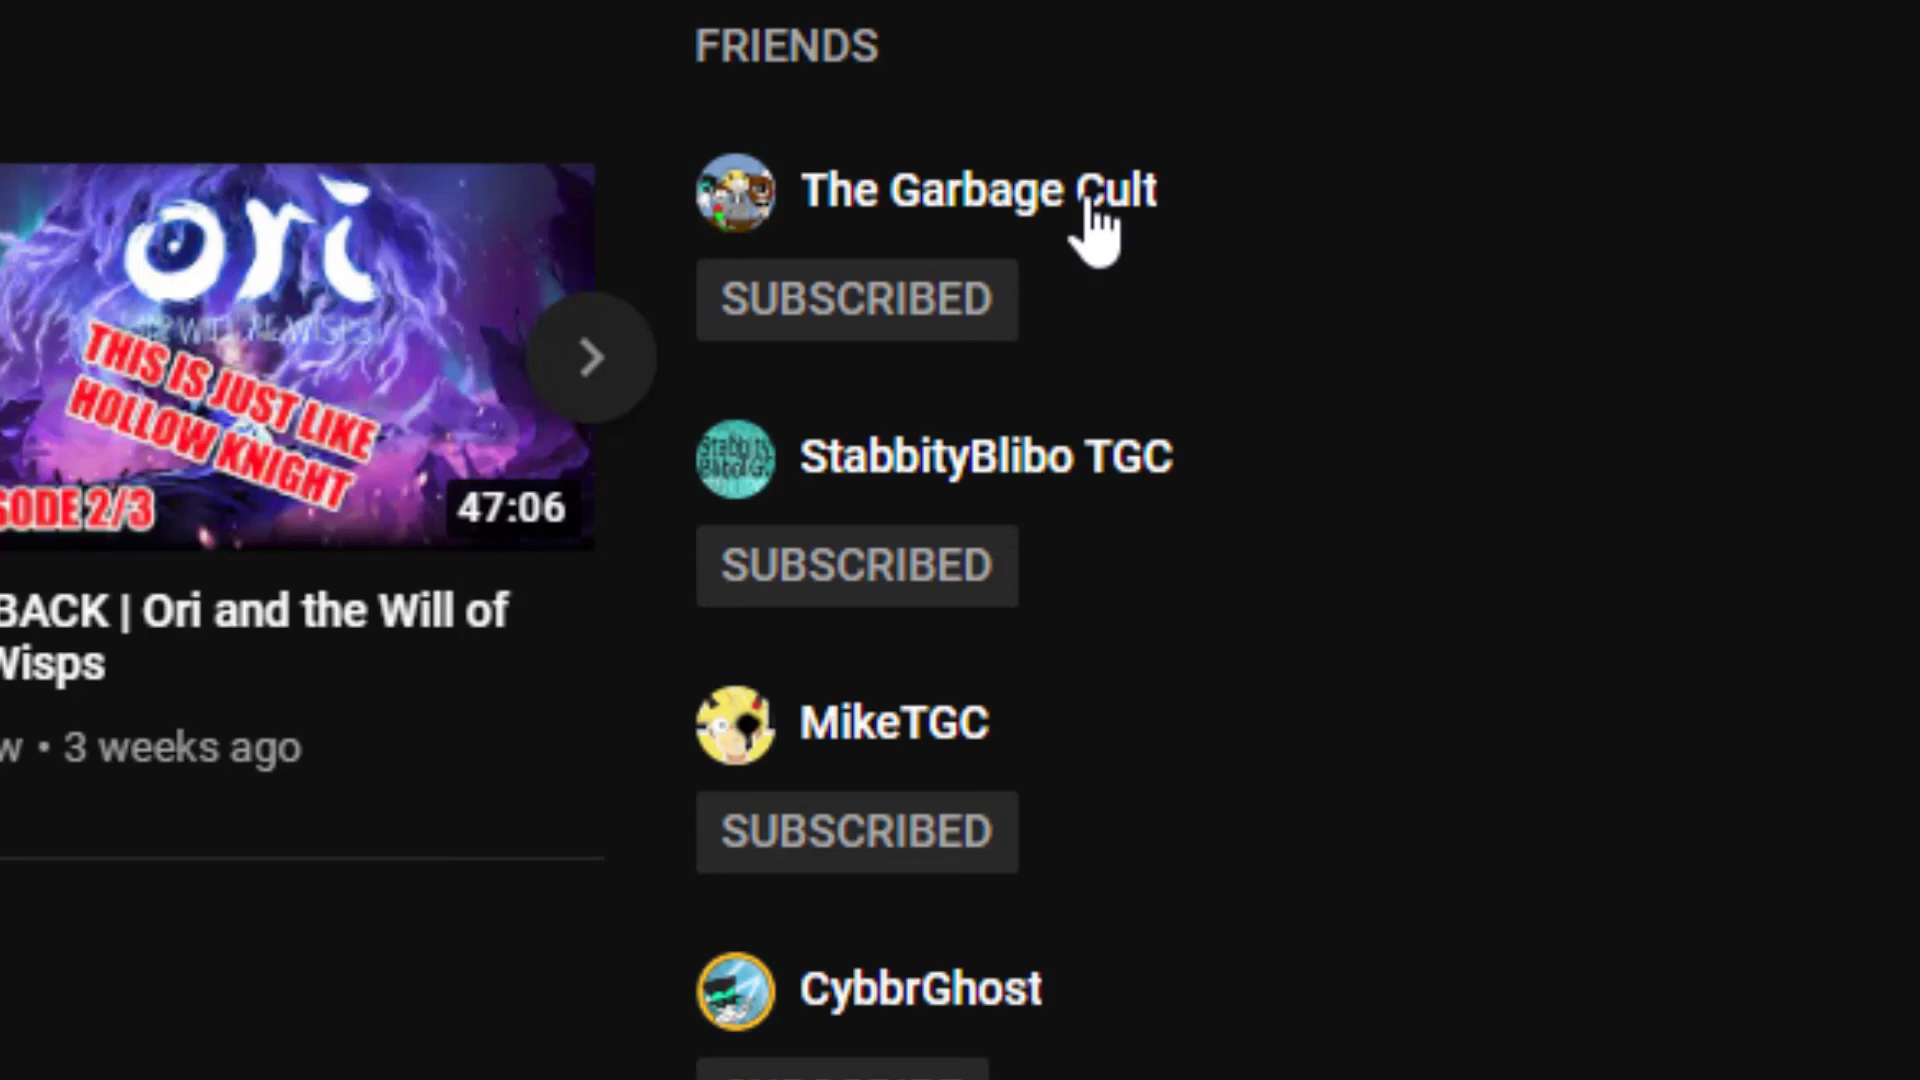 FRIENDS
The Garbage Cult
SUBSCRIBED
ori
THIS IS JUST LIKE
HOLLOW KNIGHT
SODE 2/3
47:06
BACK | Ori and the Will of
Wisps
w • 3 weeks ago
StabbityBlibo TGC
SUBSCRIBED
MikeTGC
SUBSCRIBED
CybbrGhost